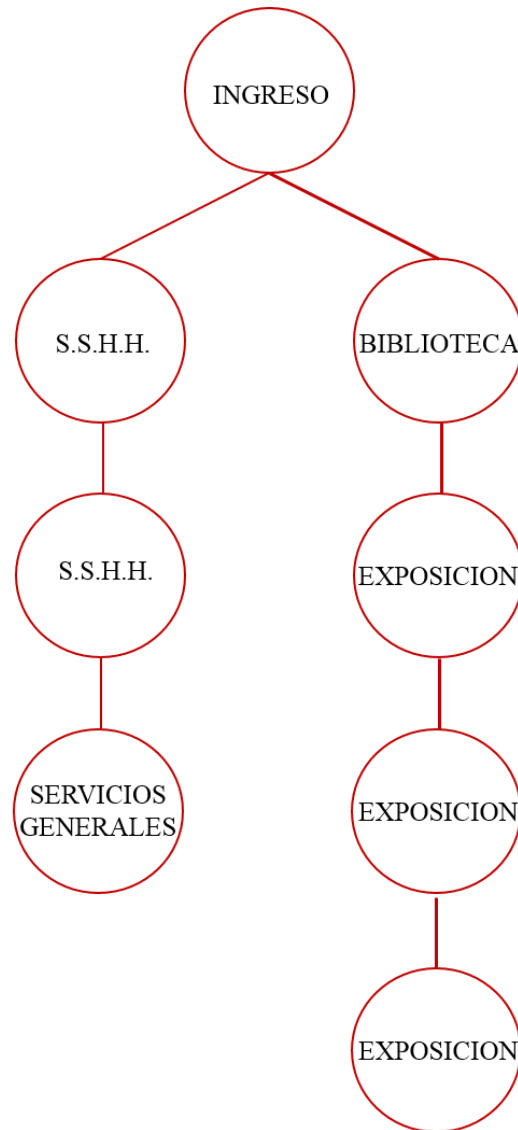 INGRESO
S.S.H.H.
BIBLIOTECA
S.S.H.H.
EXPOSICION
SERVICIOS
GENERALES
EXPOSICION
EXPOSICION